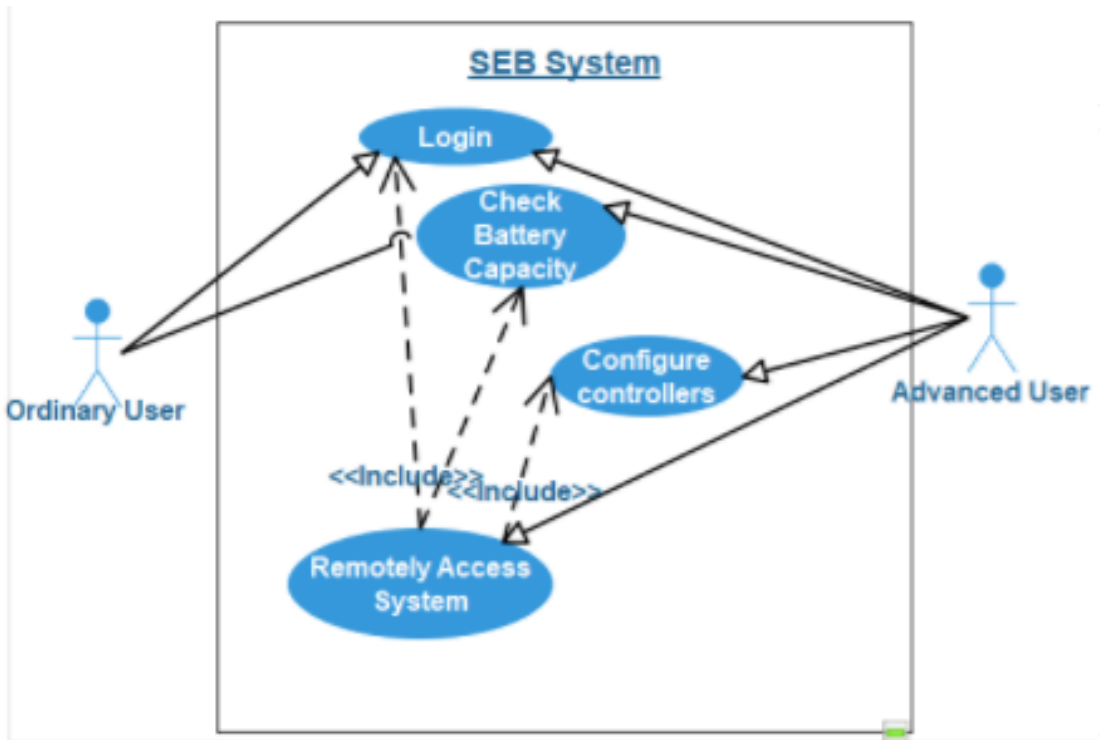 SEB System
Login
Check
Battery
Capacity
Configure
controllers
Ordinary User
Advanced User
<<Include>>
<<Include>>
Remotely Access
System